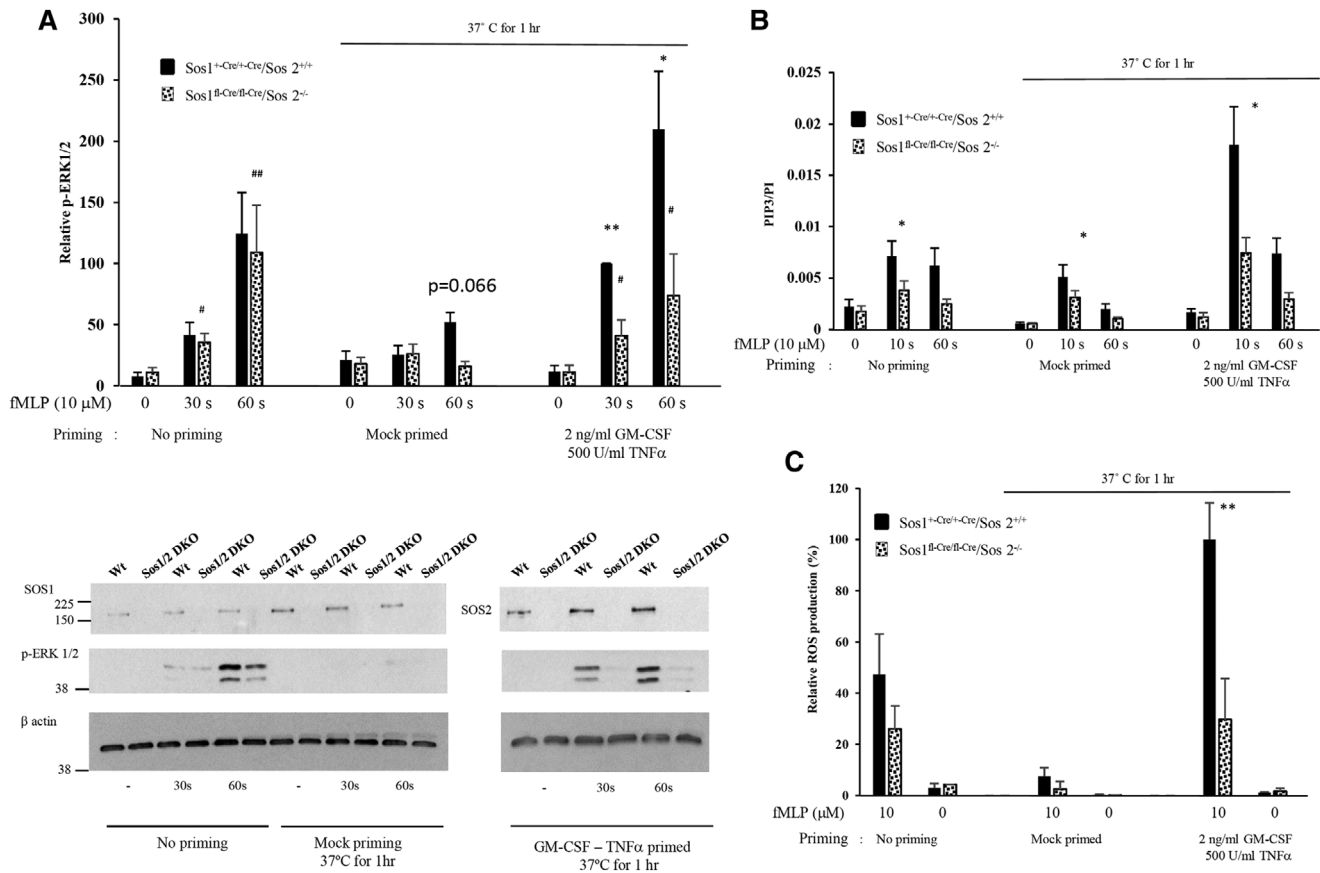 A
300
250
200
150
100
50
0
Relative p-ERK1/2
37° C for 1 hr
Sos1+-Cre/+-Cre/Sos 2+/+
Sos1fl-Cre/fl-Cre/Sos 2-/-
#
##
p=0.066
**
#
*
#
fMLP (10 μM) 0 30 s 60 s 0 30 s 60 s 0 30 s 60 s
Priming : No priming Mock primed 2 ng/ml GM-CSF
500 U/ml TNFα
Wt Sos1/2 DKO Wt Sos1/2 DKO Wt Sos1/2 DKO Wt Sos1/2 DKO Wt Sos1/2 DKO Wt Sos1/2 DKO
SOS1
225
150
p-ERK 1/2
38
β actin
38
- 30s 60s - 30s 60s
No priming Mock priming
37ºC for 1hr
Wt Sos1/2 DKO Wt Sos1/2 DKO Wt Sos1/2 DKO
SOS2
- 30s 60s
GM-CSF – TNFα primed
37ºC for 1 hr
B
37° C for 1 hr
0.025
0.02
0.015
0.01
0.005
0
PIP3/PI
Sos1+-Cre/+-Cre/Sos 2+/+
Sos1fl-Cre/fl-Cre/Sos 2-/-
*
*
*
fMLP (10 μM) 0 10 s 60 s 0 10 s 60 s 0 10 s 60 s
Priming : No priming Mock primed 2 ng/ml GM-CSF
500 U/ml TNFα
C
37° C for 1 hr
120
100
80
60
40
20
0
Relative ROS production (%)
Sos1+-Cre/+-Cre/Sos 2+/+
Sos1fl-Cre/fl-Cre/Sos 2-/-
**
fMLP (μM) 10 0 10 0 10 0
Priming : No priming Mock primed 2 ng/ml GM-CSF
500 U/ml TNFα